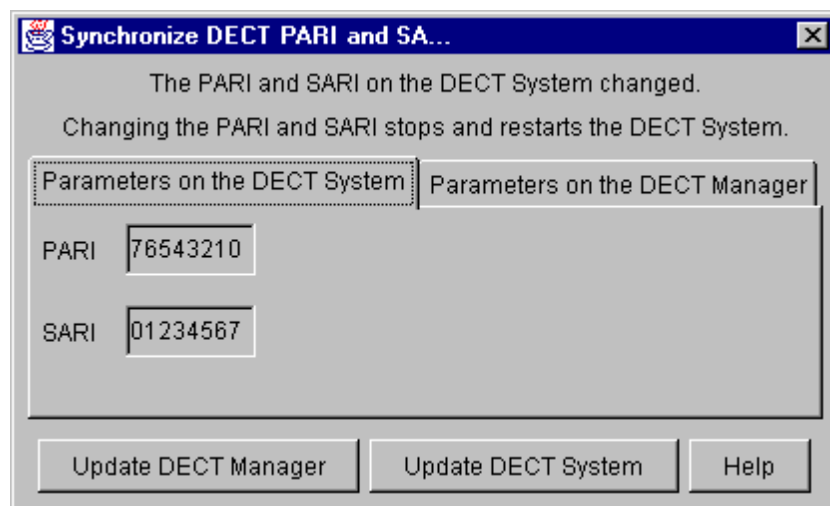 Synchronize DECT PARI and SA...
The PARI and SARI on the DECT System changed.
Changing the PARI and SARI stops and restarts the DECT System.
Parameters on the DECT System Parameters on the DECT Manager
PARI 76543210
SARI 01234567
Update DECT Manager Update DECT System Help